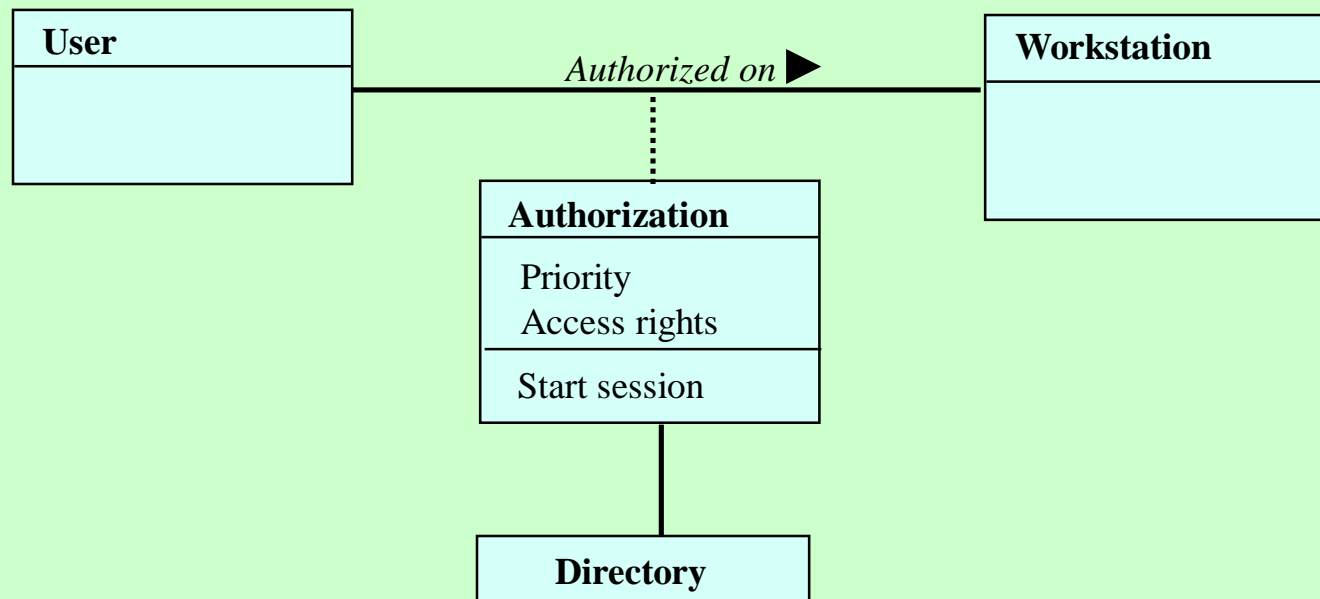 User
Authorized on
Workstation
Authorization
Priority
Access rights
Start session
Directory